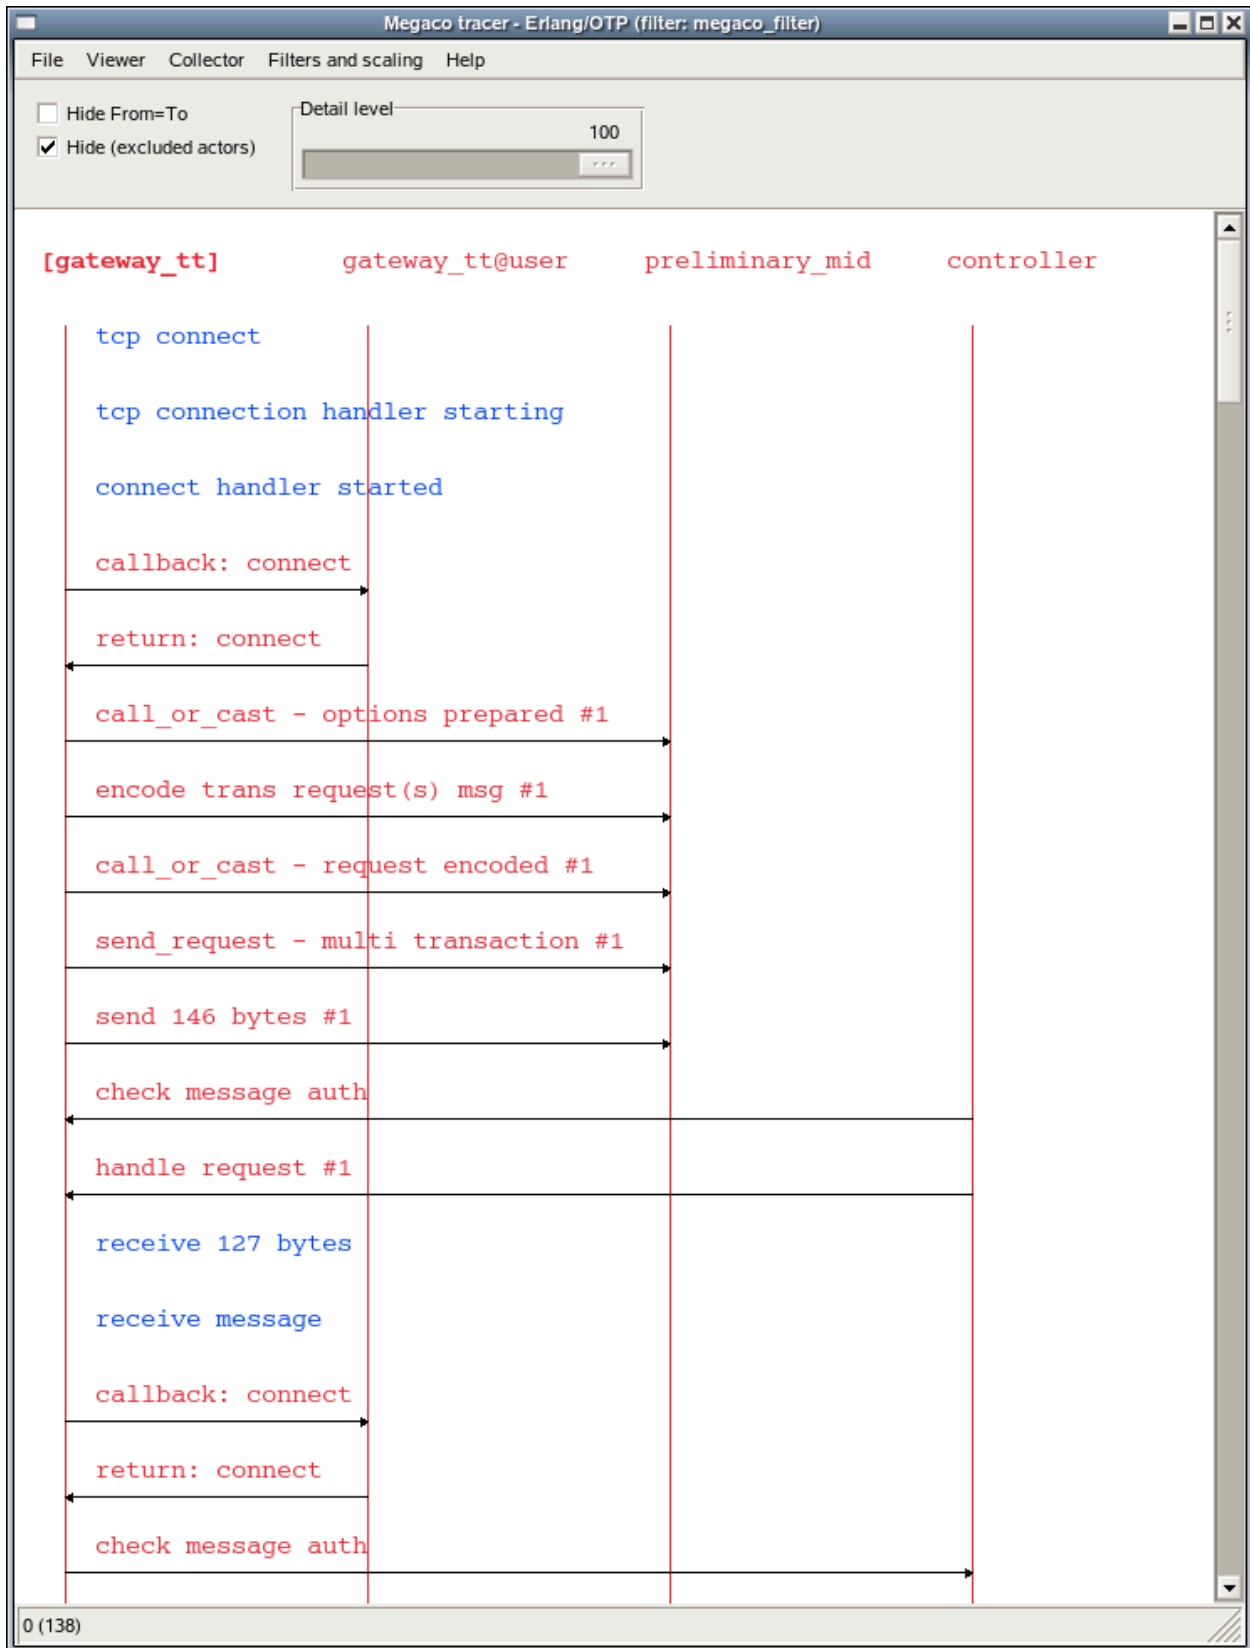 Megaco tracer - Erlang/OTP (filter: megaco_filter)
File Viewer Collector Filters and scaling Help
Hide From=To
Hide (excluded actors)
Detail level
100
[gateway_tt] gateway_tt@user preliminary_mid controller
tcp connect
tcp connection handler starting
connect handler started
callback: connect
return: connect
call_or_cast - options prepared #1
encode trans request(s) msg #1
call_or_cast - request encoded #1
send_request - multi transaction #1
send 146 bytes #1
check message auth
handle request #1
receive 127 bytes
receive message
callback: connect
return: connect
check message auth
0 (138)